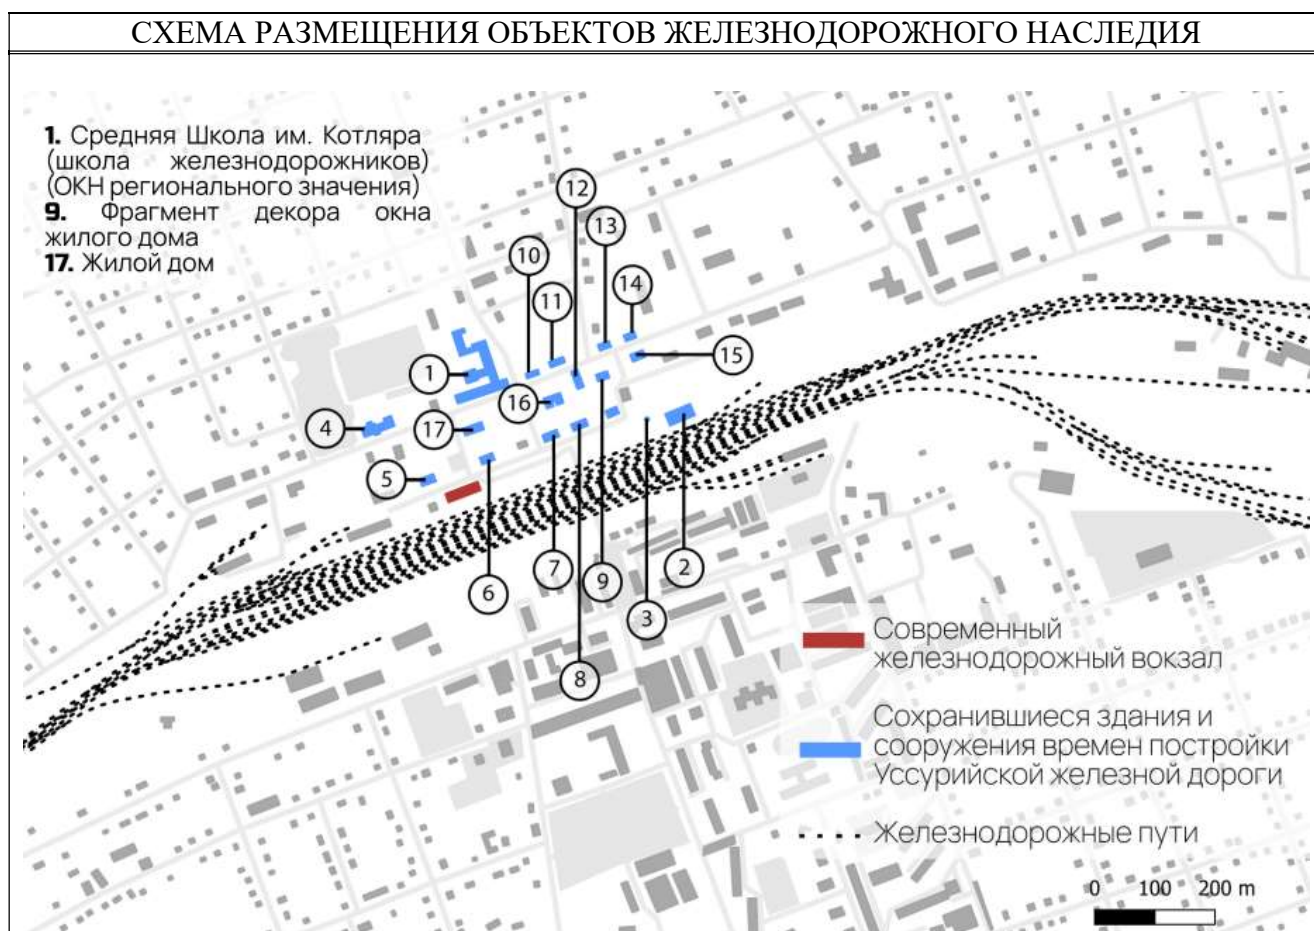 СХЕМА РАЗМЕЩЕНИЯ ОБЪЕКТОВ ЖЕЛЕЗНОДОРОЖНОГО НАСЛЕДИЯ
1. Средняя Школа им. Котляра
(школа железнодорожников)
(ОКН регионального значения)
9. Фрагмент декора окна
жилого дома
17. Жилой дом
12
13
10
14
11
15
1
16
4
17
5
7
9
2
6
3
8
Современный
железнодорожный вокзал
Сохранившиеся здания и
сооружения времен постройки
Уссурийской железной дороги
Железнодорожные пути
0 100 200 m